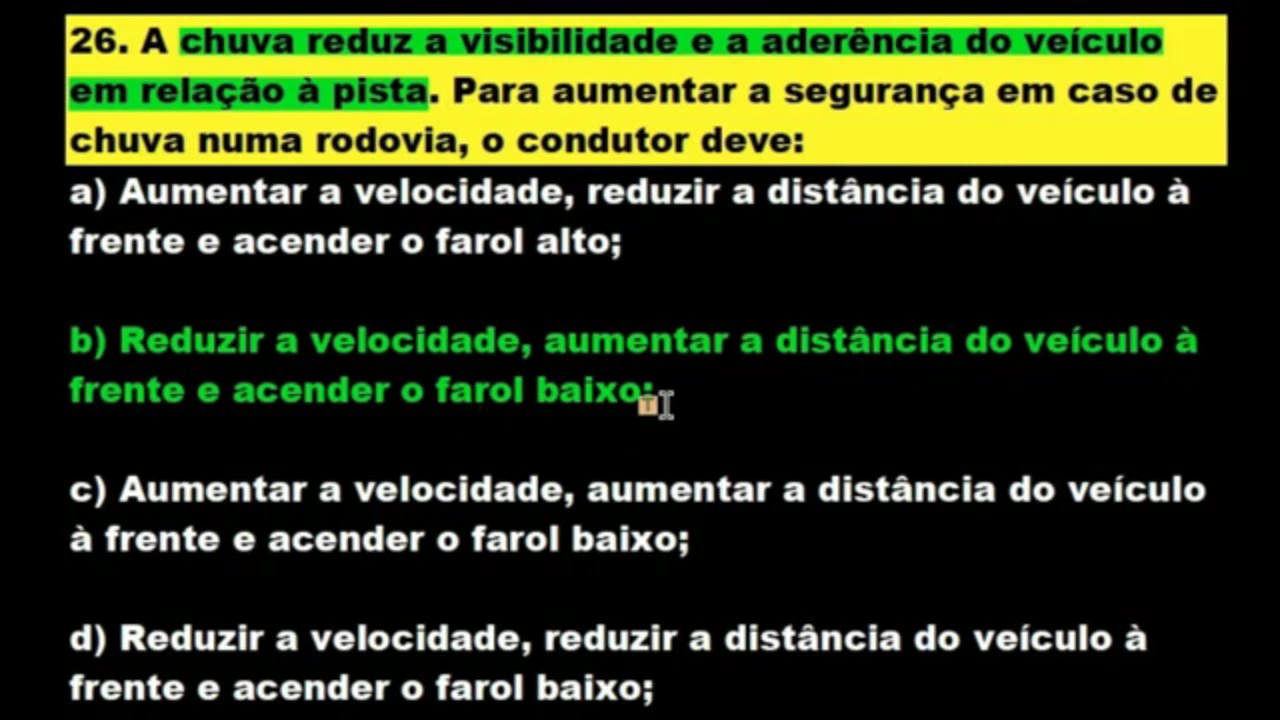 26. A chuva reduz a visibilidade e a aderência do veículo
em relação à pista. Para aumentar a segurança em caso de
chuva numa rodovia, o condutor deve:
a) Aumentar a velocidade, reduzir a distância do veículo à
frente e acender o farol alto;
b) Reduzir a velocidade, aumentar a distância do veículo à
frente e acender o farol baixo;
c) Aumentar a velocidade, aumentar a distância do veículo
à frente e acender o farol baixo;
d) Reduzir a velocidade, reduzir a distância do veículo à
frente e acender o farol baixo;